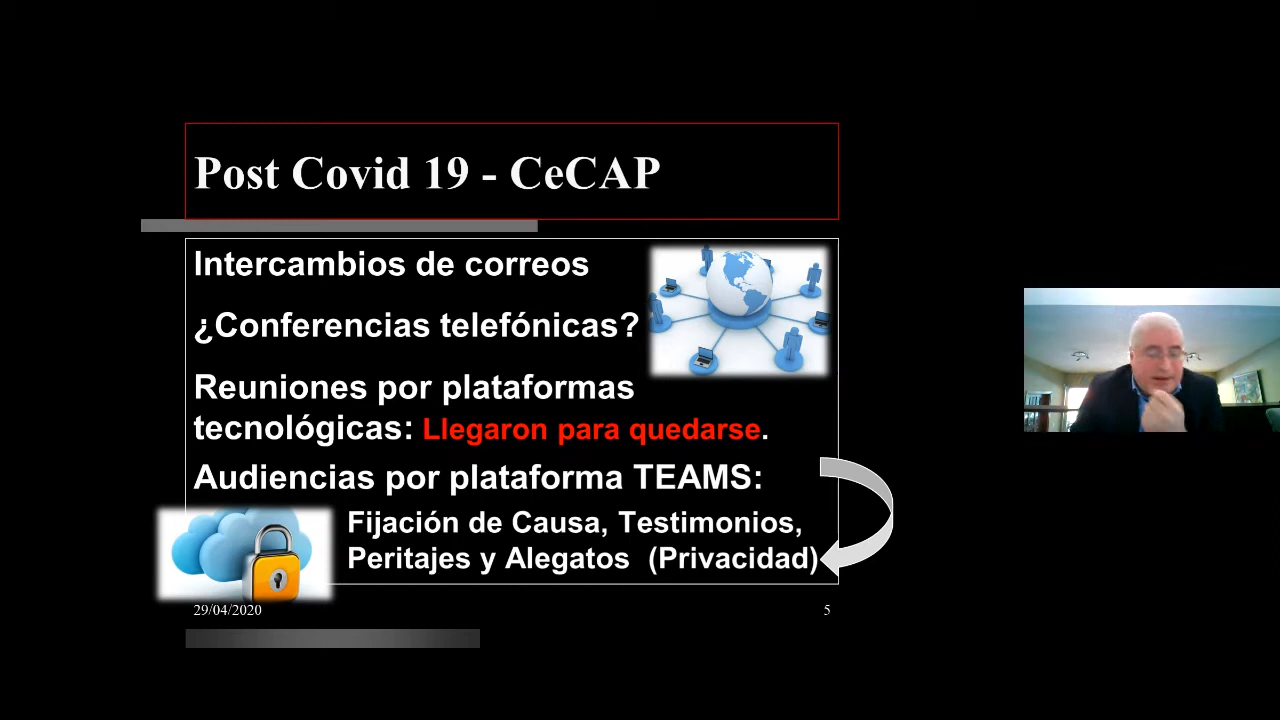 Post Covid 19 - CeCAP
Intercambios de correos
¿Conferencias telefónicas?
Reuniones por plataformas
tecnológicas: Llegaron para quedarse.
Audiencias por plataforma TEAMS:
Fijación de Causa, Testimonios,
Peritajes y Alegatos (Privacidad)
29/04/2020
5